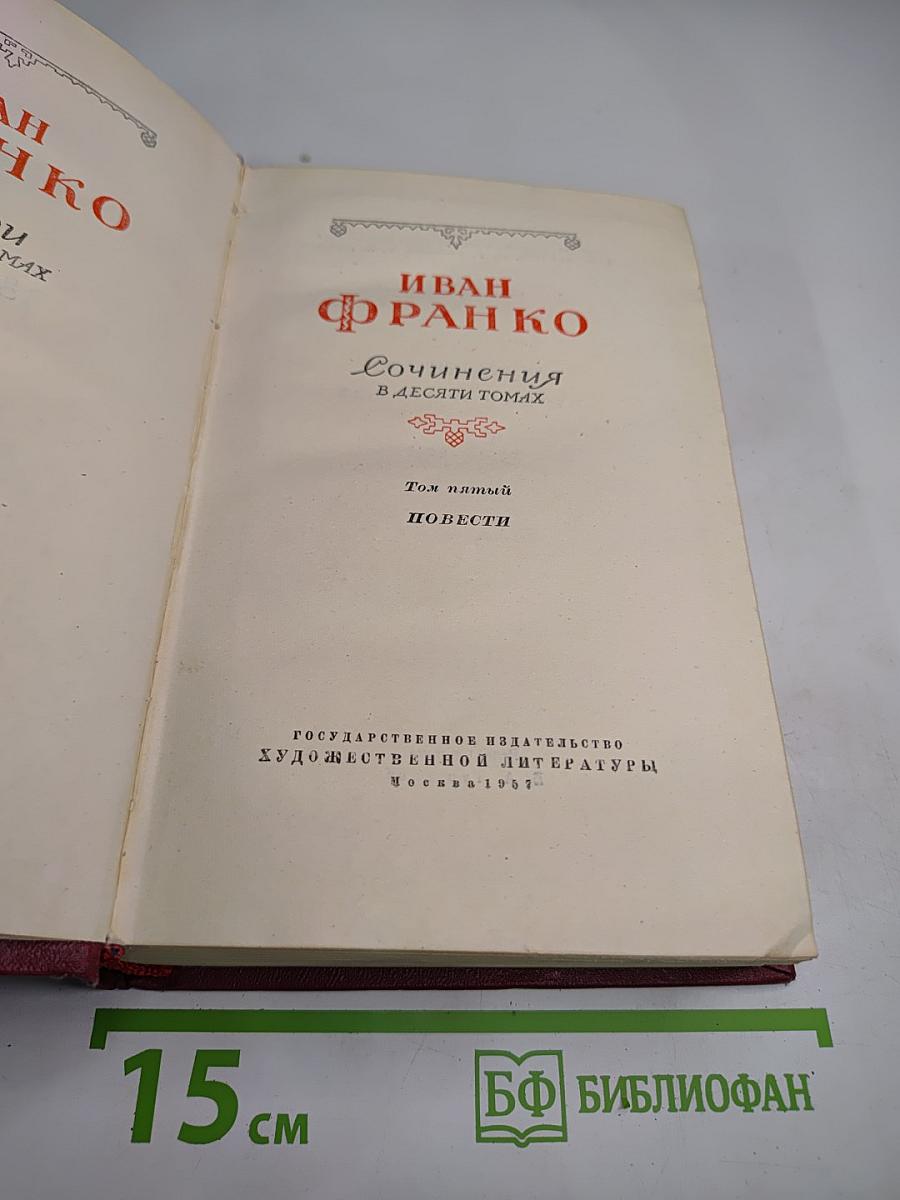 ИВАН
ФРАНКО
Сочинения
В ДЕСЯТИ ТОМАХ
Том пятый
ПОВЕСТИ
ГОСУДАРСТВЕННОЕ ИЗДАТЕЛЬСТВО
ХУДОЖЕСТВЕННОЙ ЛИТЕРАТУРЫ
Москва 1957
15 см
БФ БИБЛИОФАН